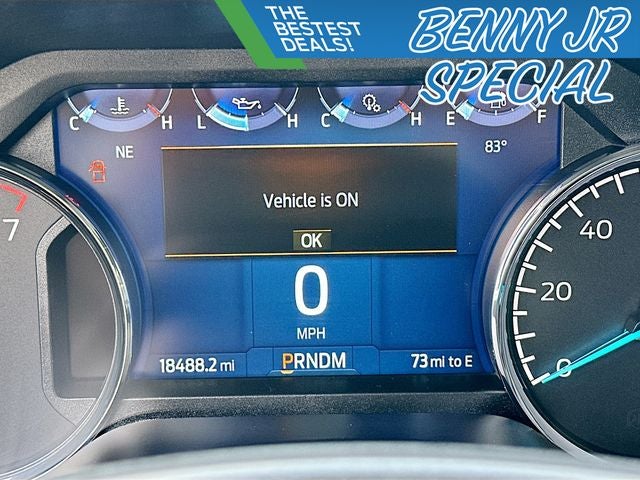 THE
BESTEST
DEALS!
BENNY JR
SPECIAL
C H L H C H E F
NE 83°
Vehicle is ON
OK
7
40
20
0
0
MPH
18488.2 mi PRNDM 73 mi to E